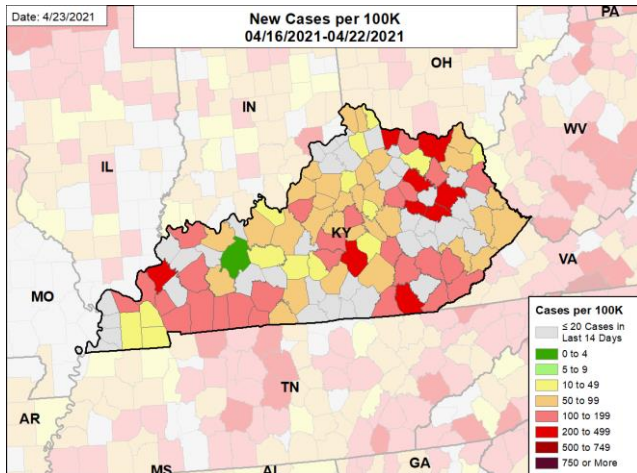 Date: 4/23/2021
New Cases per 100K
04/16/2021-04/22/2021
PA
OH
IN
IL
WV
KY
VA
MO
TN
AR
MS
AL
GA
Cases per 100K
≤ 20 Cases in
Last 14 Days
0 to 4
5 to 9
10 to 49
50 to 99
100 to 199
200 to 499
500 to 749
750 or More